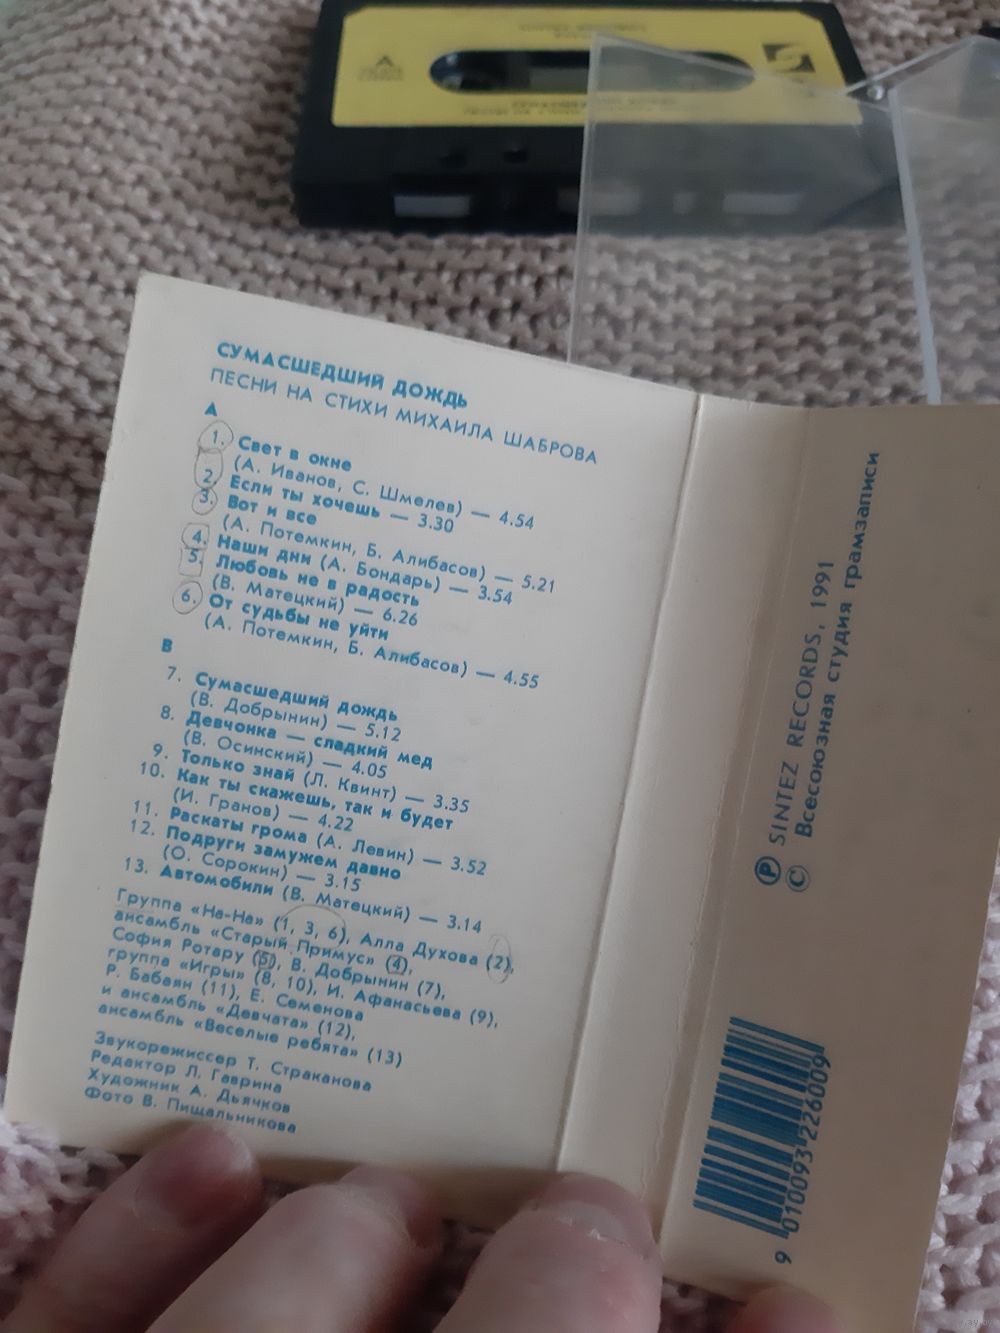 A
СУМАСШЕДШИЙ ДОЖДЬ
ПЕСНИ НА СТИХИ МИХАИЛА ШАБРОВА
A
1. Свет в окне
(А. Иванов, С. Шмелев) — 4.54
2. Если ты хочешь — 3.30
3. Вот и все
(А. Потемкин, Б. Алибасов) — 5.21
4. Наши дни (А. Бондарь) — 3.54
5. Любовь не в радость
(В. Матецкий) — 6.26
6. От судьбы не уйти
(А. Потемкин, Б. Алибасов) — 4.55
B
7. Сумасшедший дождь
(В. Добрынин) — 5.12
8. Девчонка — сладкий мед
(В. Осинский) — 4.05
9. Только знай (Л. Квинт) — 3.35
10. Как ты скажешь, так и будет
(И. Гранов) — 4.22
11. Раскаты грома (А. Левин) — 3.52
12. Подруги замужем давно
(О. Сорокин) — 3.15
13. Автомобили (В. Матецкий) — 3.14
Группа «На-На» (1, 3, 6), Алла Духова (2),
ансамбль «Старый Примус» (4),
София Ротару (5), В. Добрынин (7),
группа «Игры» (8, 10), И. Афанасьева (9),
Р. Бабаян (11), Е. Семенова
и ансамбль «Девчата» (12),
ансамбль «Веселые ребята» (13)
Звукорежиссер Т. Страканова
Редактор Л. Гаврина
Художник А. Дьячков
Фото В. Пищальникова
Ⓟ SINTEZ RECORDS, 1991
© Всесоюзная студия грамзаписи
9 010093 226009